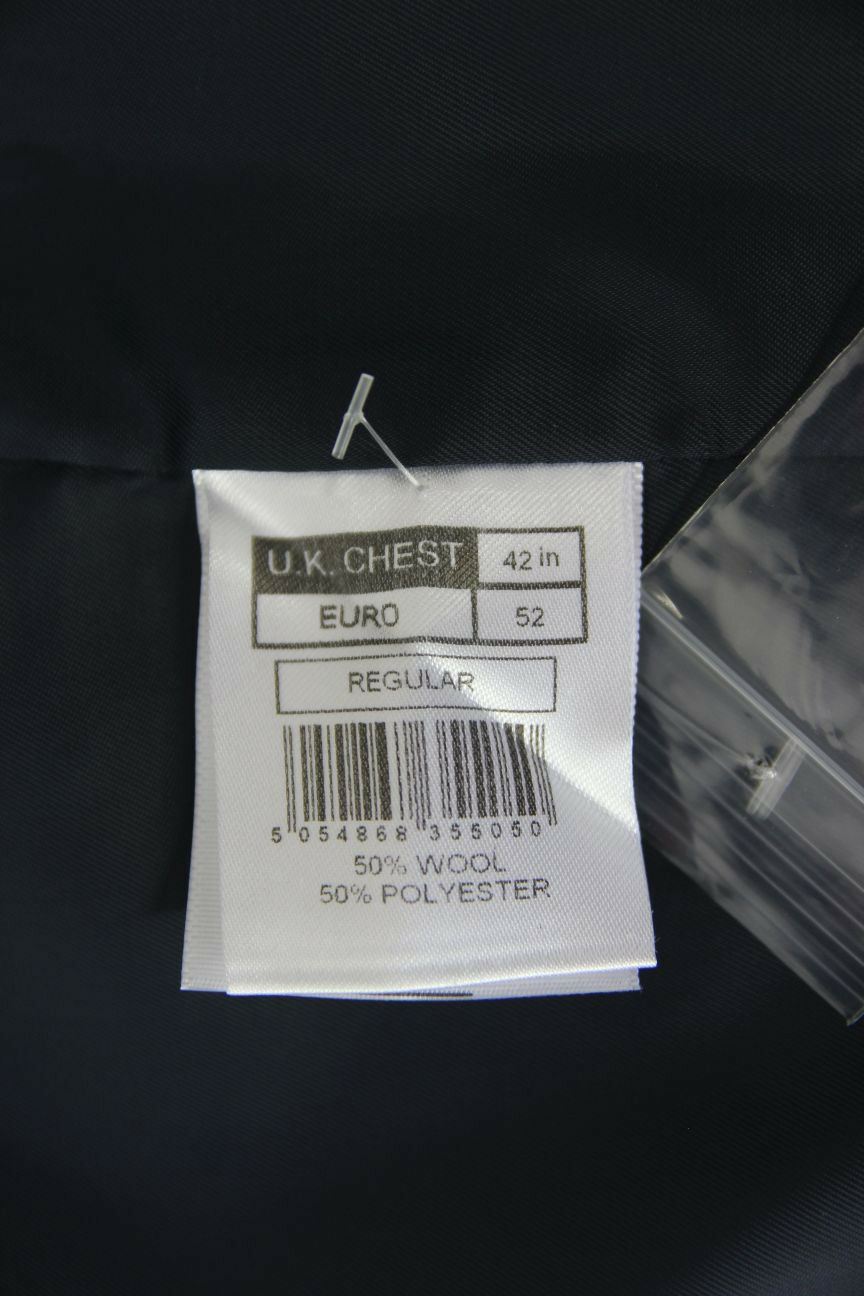 U.K. CHEST 42 in
EURO 52
REGULAR
5 054868 355050
50% WOOL
50% POLYESTER